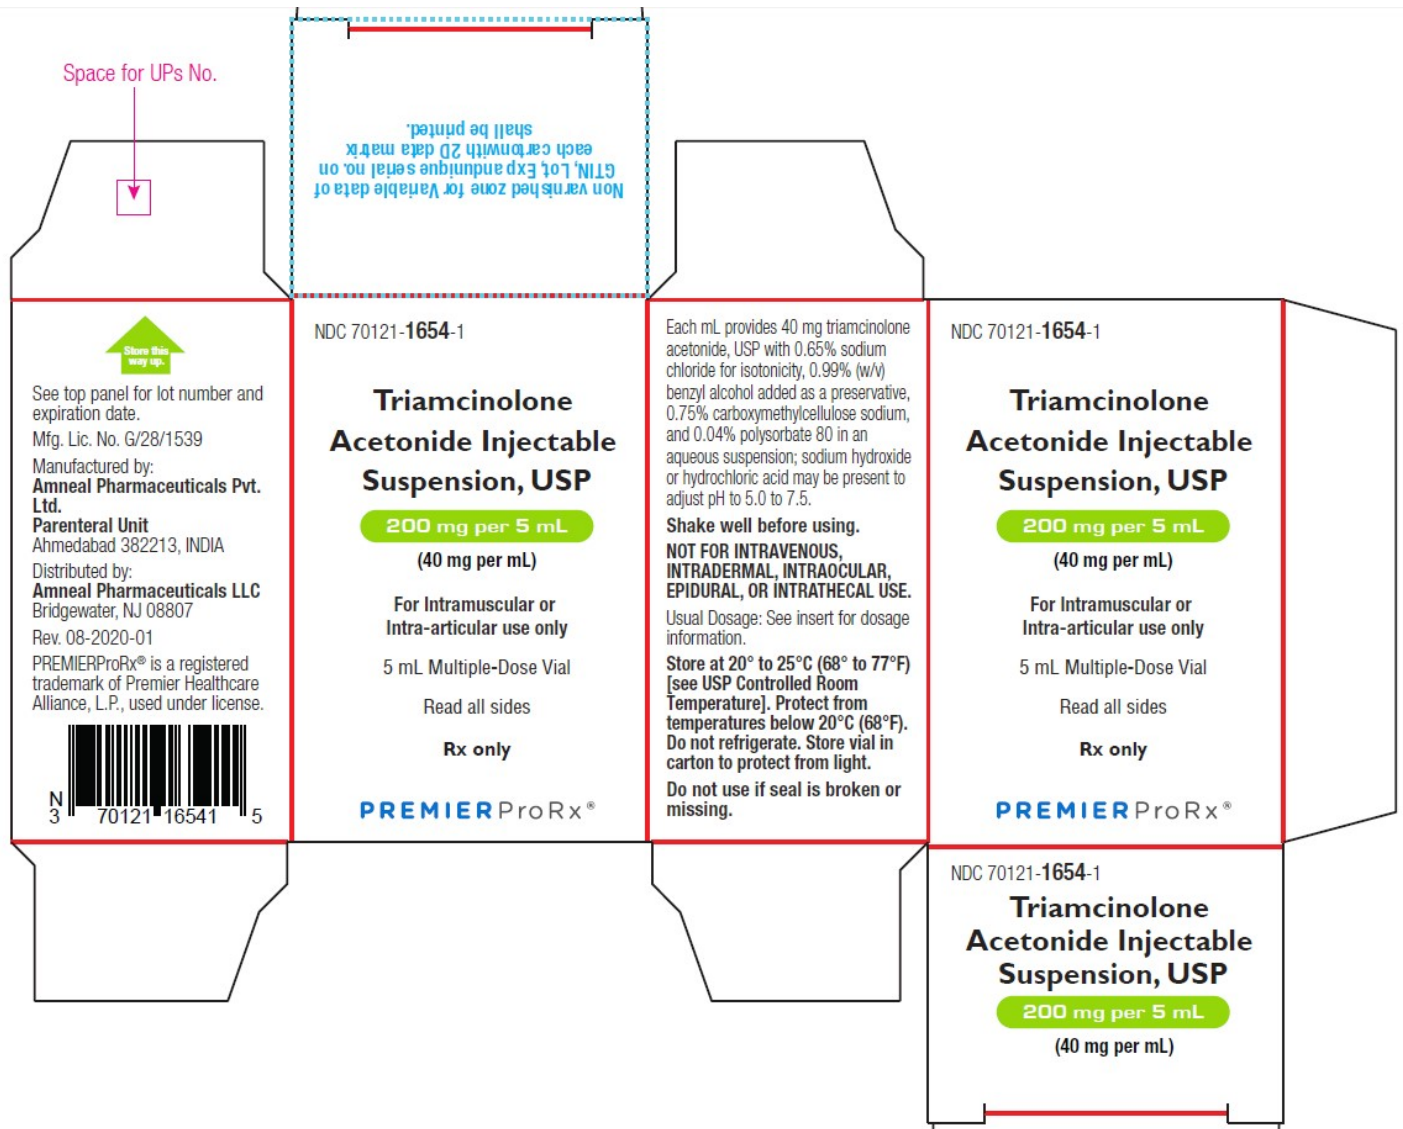 Space for UPs No.
Non varnished zone for Variable data of
GTIN, Lot, Exp andunique serial no. on
each cartonwith 2D data matrix
shall be printed.
Store this
way up.
See top panel for lot number and
expiration date.
Mfg. Lic. No. G/28/1539
Manufactured by:
Amneal Pharmaceuticals Pvt.
Ltd.
Parenteral Unit
Ahmedabad 382213, INDIA
Distributed by:
Amneal Pharmaceuticals LLC
Bridgewater, NJ 08807
Rev. 08-2020-01
PREMIERProRx® is a registered
trademark of Premier Healthcare
Alliance, L.P., used under license.
N
3 70121 16541 5
NDC 70121-1654-1
Triamcinolone
Acetonide Injectable
Suspension, USP
200 mg per 5 mL
(40 mg per mL)
For Intramuscular or
Intra-articular use only
5 mL Multiple-Dose Vial
Read all sides
Rx only
PREMIERProRx®
Each mL provides 40 mg triamcinolone
acetonide, USP with 0.65% sodium
chloride for isotonicity, 0.99% (w/v)
benzyl alcohol added as a preservative,
0.75% carboxymethylcellulose sodium,
and 0.04% polysorbate 80 in an
aqueous suspension; sodium hydroxide
or hydrochloric acid may be present to
adjust pH to 5.0 to 7.5.
Shake well before using.
NOT FOR INTRAVENOUS,
INTRADERMAL, INTRAOCULAR,
EPIDURAL, OR INTRATHECAL USE.
Usual Dosage: See insert for dosage
information.
Store at 20° to 25°C (68° to 77°F)
[see USP Controlled Room
Temperature]. Protect from
temperatures below 20°C (68°F).
Do not refrigerate. Store vial in
carton to protect from light.
Do not use if seal is broken or
missing.
NDC 70121-1654-1
Triamcinolone
Acetonide Injectable
Suspension, USP
200 mg per 5 mL
(40 mg per mL)
For Intramuscular or
Intra-articular use only
5 mL Multiple-Dose Vial
Read all sides
Rx only
PREMIERProRx®
NDC 70121-1654-1
Triamcinolone
Acetonide Injectable
Suspension, USP
200 mg per 5 mL
(40 mg per mL)